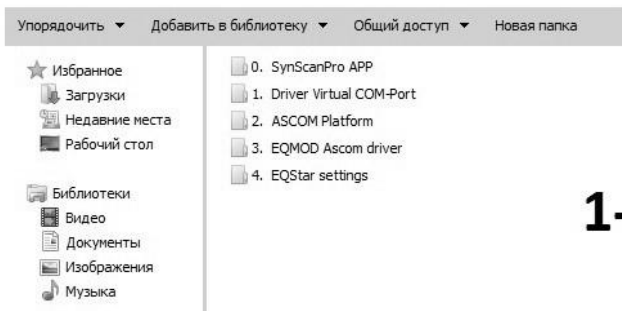 Упорядочить Добавить в библиотеку Общий доступ Новая папка
Избранное
Загрузки
Недавние места
Рабочий стол
Библиотеки
Видео
Документы
Изображения
Музыка
0. SynScanPro APP
1. Driver Virtual COM-Port
2. ASCOM Platform
3. EQMOD Ascom driver
4. EQStar settings
1-